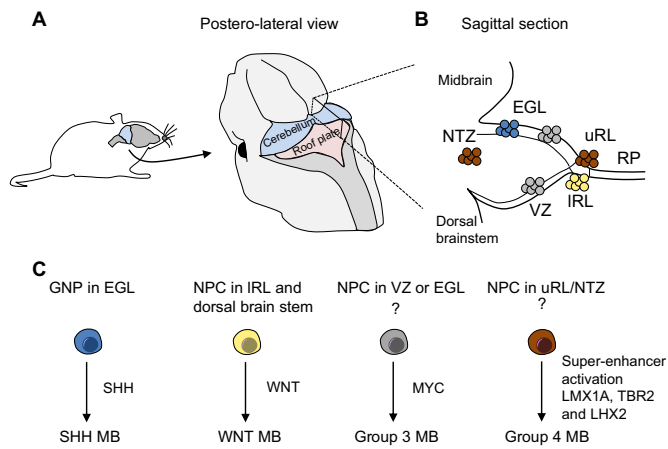 A
Postero-lateral view
Cerebellum
Roof plate
B
Sagittal section
Midbrain
EGL
NTZ
uRL
RP
VZ
lRL
Dorsal
brainstem
C
GNP in EGL
SHH
SHH MB
NPC in lRL and
dorsal brain stem
WNT
WNT MB
NPC in VZ or EGL
?
MYC
Group 3 MB
NPC in uRL/NTZ
?
Super-enhancer
activation
LMX1A, TBR2
and LHX2
Group 4 MB